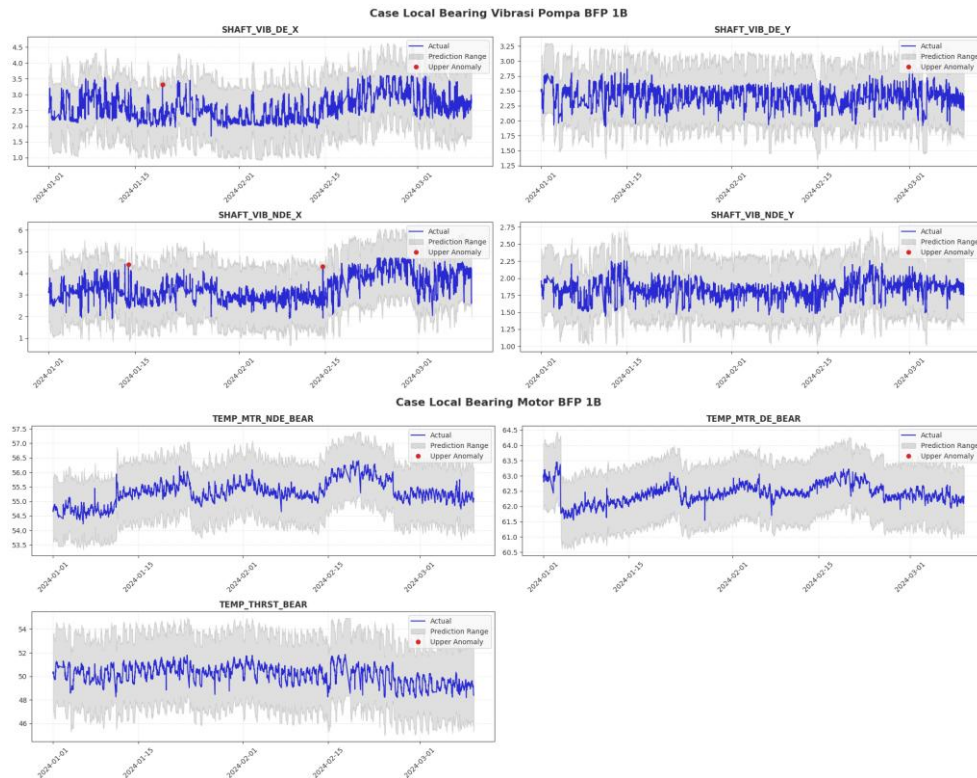 Case Local Bearing Vibrasi Pompa BFP 1B
SHAFT_VIB_DE_X
4.5
4.0
3.5
3.0
2.5
2.0
1.5
1.0
Actual
Prediction Range
Upper Anomaly
2024-01-01
2024-01-15
2024-02-01
2024-02-15
2024-03-01
SHAFT_VIB_DE_Y
3.25
3.00
2.75
2.50
2.25
2.00
1.75
1.50
1.25
Actual
Prediction Range
Upper Anomaly
2024-01-01
2024-01-15
2024-02-01
2024-02-15
2024-03-01
SHAFT_VIB_NDE_X
6
5
4
3
2
1
Actual
Prediction Range
Upper Anomaly
2024-01-01
2024-01-15
2024-02-01
2024-02-15
2024-03-01
SHAFT_VIB_NDE_Y
2.75
2.50
2.25
2.00
1.75
1.50
1.25
1.00
Actual
Prediction Range
Upper Anomaly
2024-01-01
2024-01-15
2024-02-01
2024-02-15
2024-03-01
Case Local Bearing Motor BFP 1B
TEMP_MTR_NDE_BEAR
57.5
57.0
56.5
56.0
55.5
55.0
54.5
54.0
53.5
Actual
Prediction Range
Upper Anomaly
2024-01-01
2024-01-15
2024-02-01
2024-02-15
2024-03-01
TEMP_MTR_DE_BEAR
64.5
64.0
63.5
63.0
62.5
62.0
61.5
61.0
60.5
Actual
Prediction Range
Upper Anomaly
2024-01-01
2024-01-15
2024-02-01
2024-02-15
2024-03-01
TEMP_THRST_BEAR
54
52
50
48
46
Actual
Prediction Range
Upper Anomaly
2024-01-01
2024-01-15
2024-02-01
2024-02-15
2024-03-01